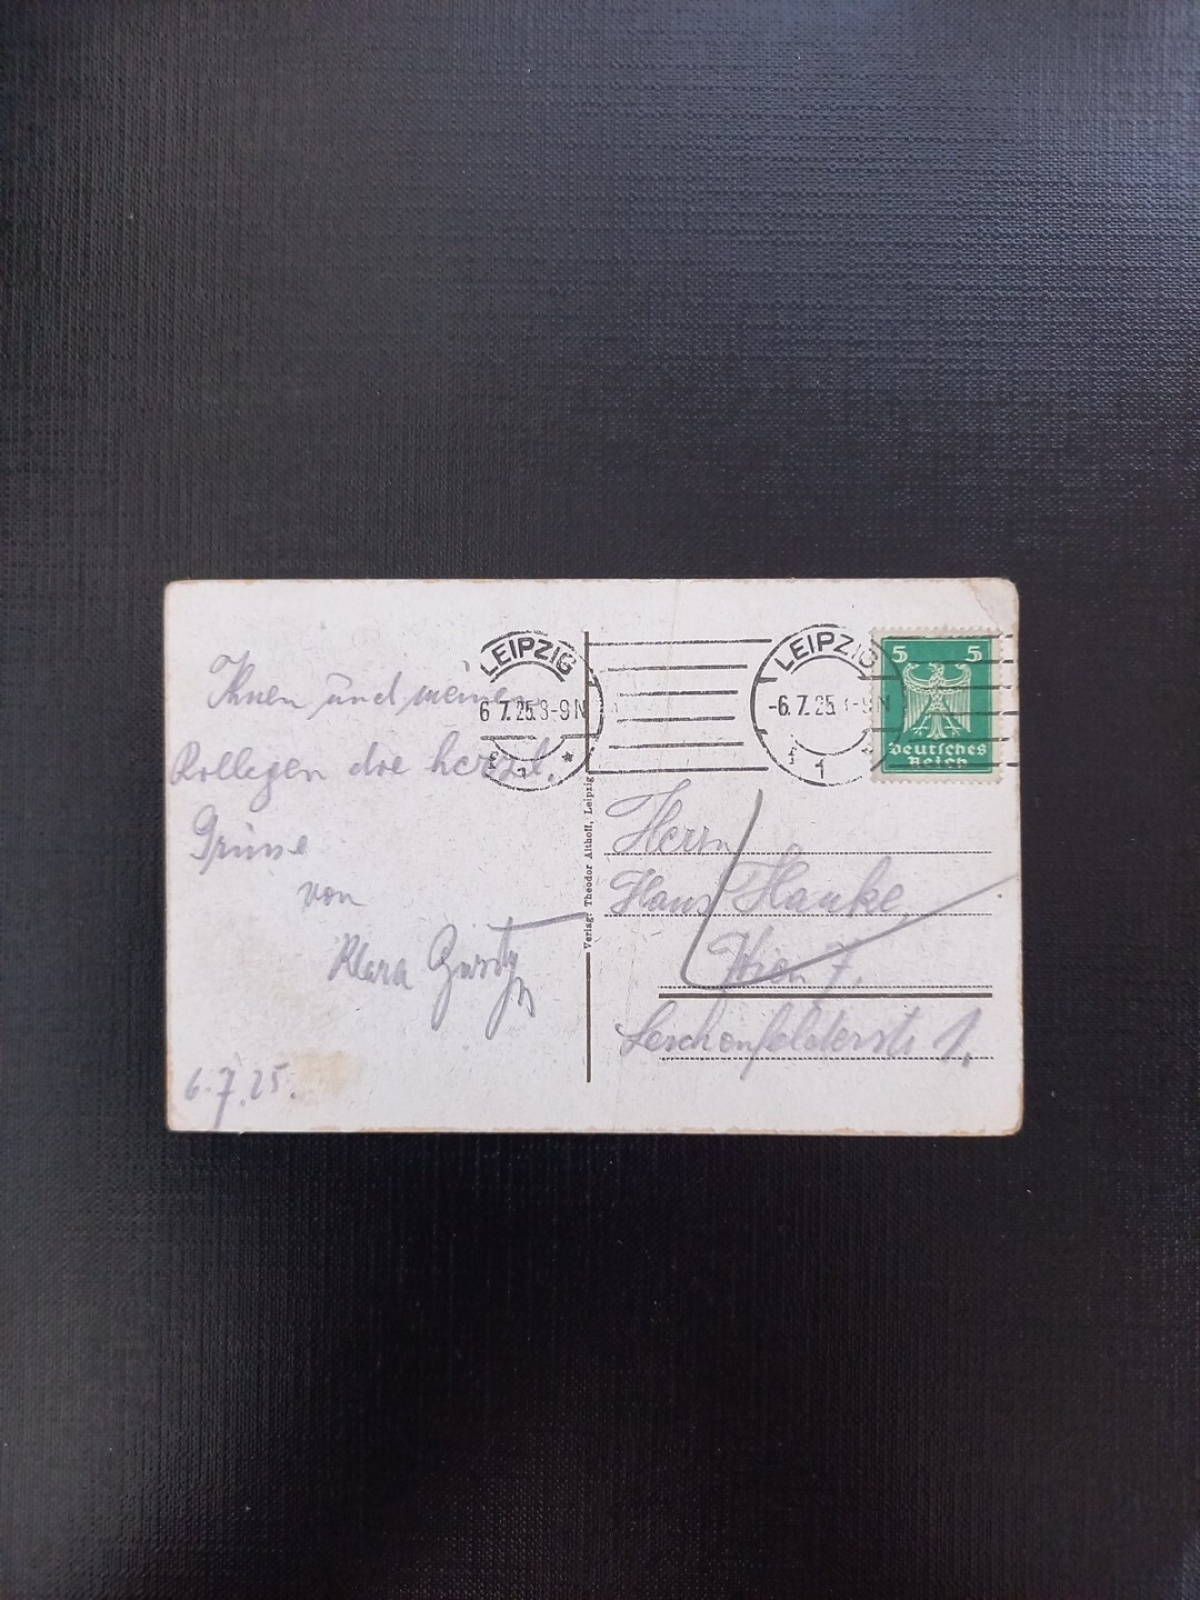 Ihnen und meinen
Kollegen die herzl.
Grüsse
von
Klara
6.7.25.
LEIPZIG
6 7.25.8-9N
1
*
LEIPZIG
-6.7.25.8-9N
1
5 5
Deutsches
Reich
Verlag: Theodor Althoff, Leipzig
Herrn
Hans Hanke
Wien 7.
Lerchenfelderstr 1.